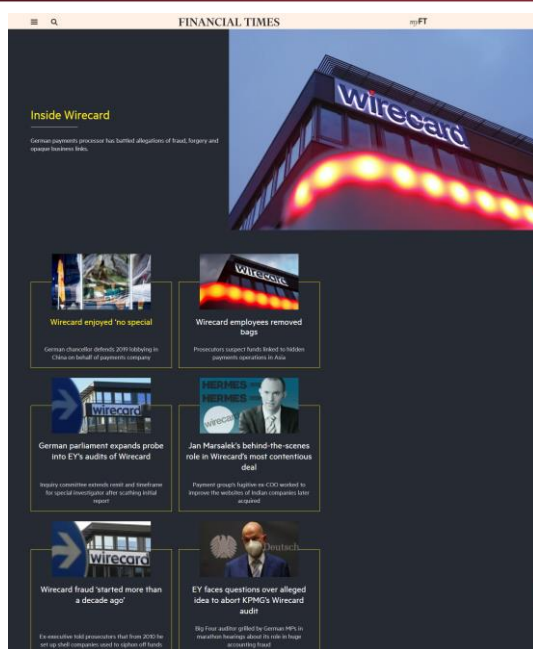 FINANCIAL TIMES
myFT
wirecard
Inside Wirecard
German payments processor has battled allegations of fraud, forgery and
opaque business links.
wirecard
Wirecard enjoyed 'no special
Wirecard employees removed
bags
German chancellor defends 2019 lobbying in
China on behalf of payments company
Prosecutors suspect funds linked to hidden
payments operations in Asia
wirecard
HERMES
HERMES
wirecard
German parliament expands probe
into EY's audits of Wirecard
Jan Marsalek's behind-the-scenes
role in Wirecard's most contentious
deal
Inquiry committee extends remit and timeframe
for special investigator after scathing initial
report
Payment group's fugitive ex-COO worked to
improve the websites of Indian companies later
acquired
wirecard
Deutsch
Wirecard fraud 'started more than
a decade ago'
EY faces questions over alleged
idea to abort KPMG's Wirecard
audit
Ex-executive told prosecutors that from 2010 he
set up shell companies used to siphon off funds
Big Four auditor grilled by German MPs in
marathon hearings about its role in huge
accounting fraud